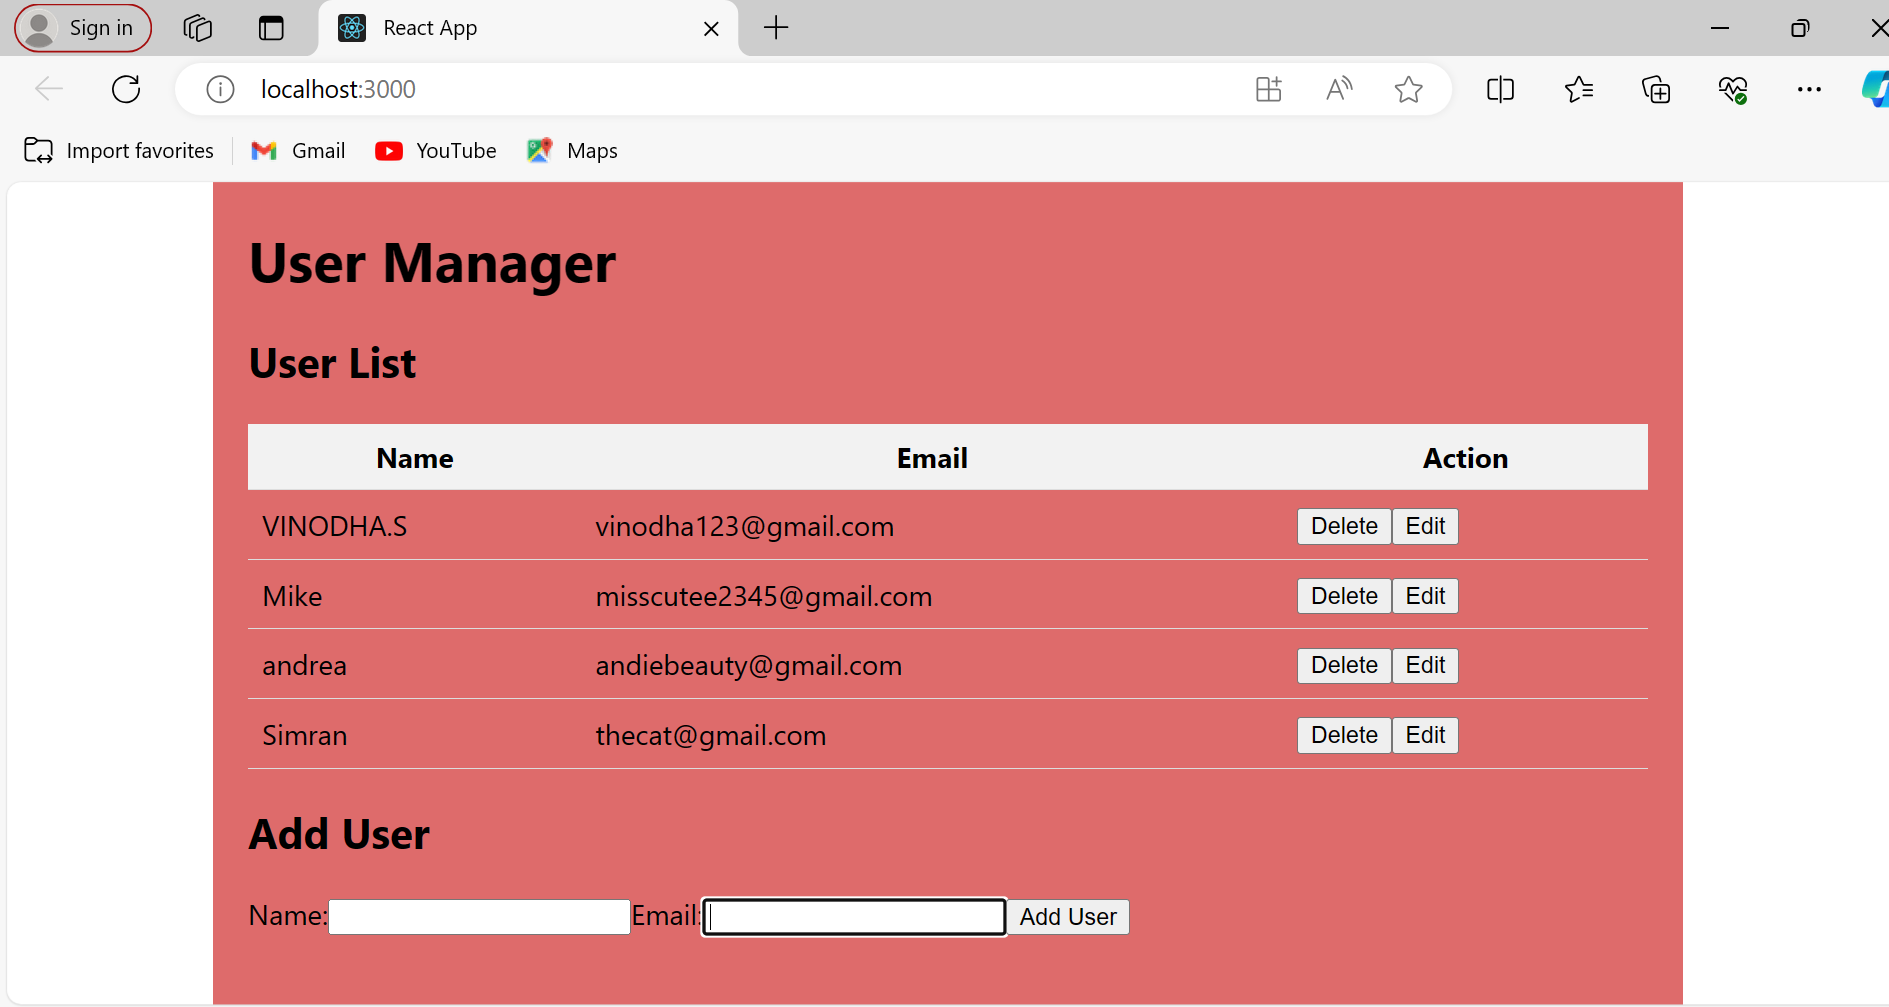 Sign in
React App
localhost:3000
Import favorites Gmail YouTube Maps
User Manager
User List
Name Email Action
VINODHA.S vinodha123@gmail.com Delete Edit
Mike misscutee2345@gmail.com Delete Edit
andrea andiebeauty@gmail.com Delete Edit
Simran thecat@gmail.com Delete Edit
Add User
Name: Email: Add User